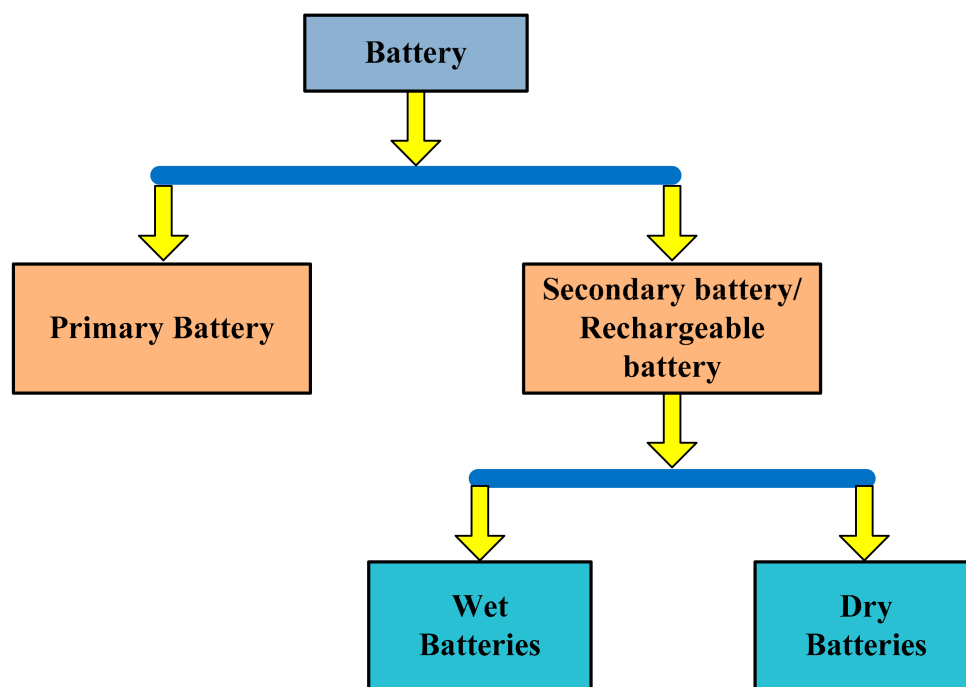 Battery
Primary Battery
Secondary battery/
Rechargeable
battery
Wet
Batteries
Dry
Batteries